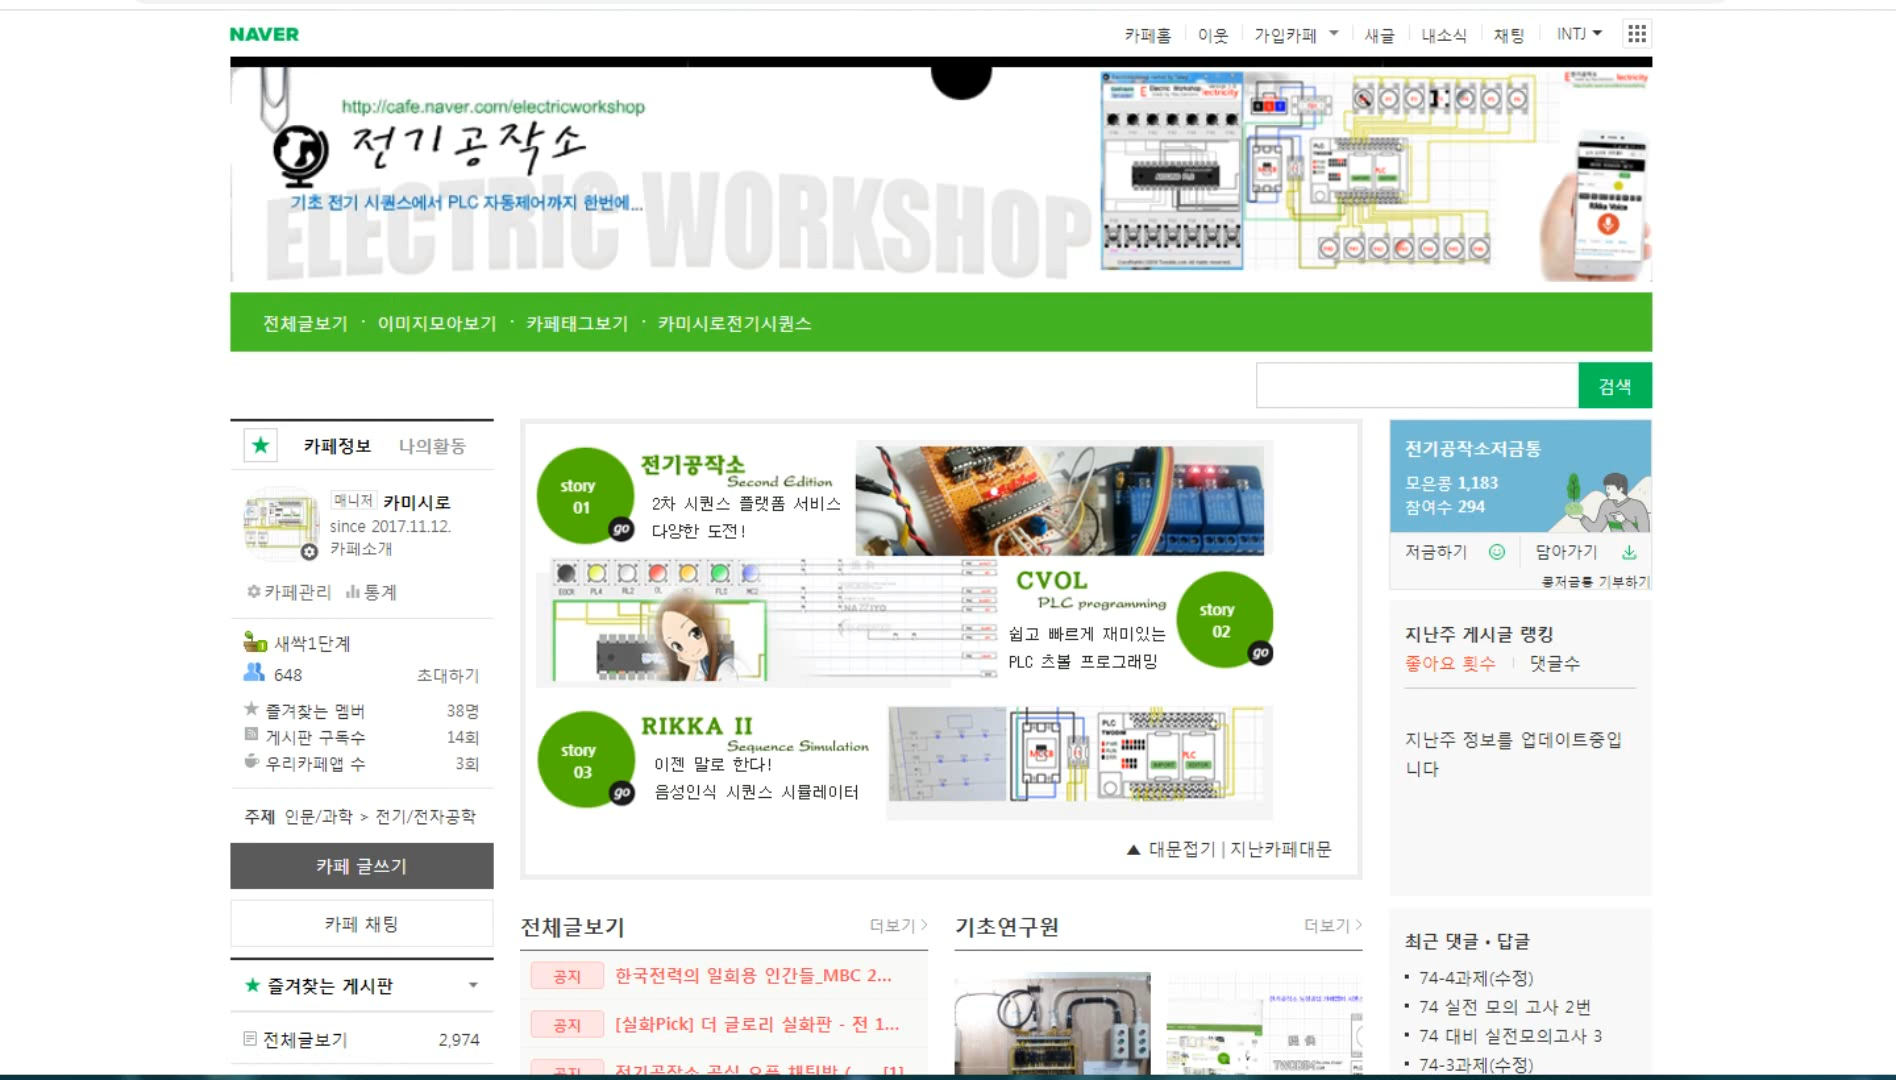 NAVER
카페홈 이웃 가입카페 새글 내소식 채팅 INTJ
http://cafe.naver.com/electricworkshop
전기공작소
기초 전기 시퀀스에서 PLC 자동제어까지 한번에...
ELECTRIC WORKSHOP
전체글보기 · 이미지모아보기 · 카페태그보기 · 카미시로전기시퀀스
검색
카페정보 나의활동
매니저 카미시로
since 2017.11.12.
카페소개
카페관리 통계
새싹1단계
648 초대하기
즐겨찾는 멤버 38명
게시판 구독수 14회
우리카페앱 수 3회
주제 인문/과학 > 전기/전자공학
카페 글쓰기
카페 채팅
즐겨찾는 게시판
전체글보기 2,974
story 01 go
전기공작소
Second Edition
2차 시퀀스 플랫폼 서비스
다양한 도전!
CVOL
PLC programming
쉽고 빠르게 재미있는
PLC 츠볼 프로그래밍
story 02 go
story 03 go
RIKKA II
Sequence Simulation
이젠 말로 한다!
음성인식 시퀀스 시뮬레이터
▲ 대문접기 | 지난카페대문
전체글보기 더보기 >
공지 한국전력의 일회용 인간들_MBC 2...
공지 [실화Pick] 더 글로리 실화판 - 전 1...
공지 전기공작소 공식 오픈 채팅방 (... [1]
기초연구원 더보기 >
전기공작소저금통
모은콩 1,183
참여수 294
저금하기 담아가기
콩저금통 기부하기
지난주 게시글 랭킹
좋아요 횟수 댓글수
지난주 정보를 업데이트중입
니다
최근 댓글 · 답글
74-4과제(수정)
74 실전 모의 고사 2번
74 대비 실전모의고사 3
74-3과제(수정)